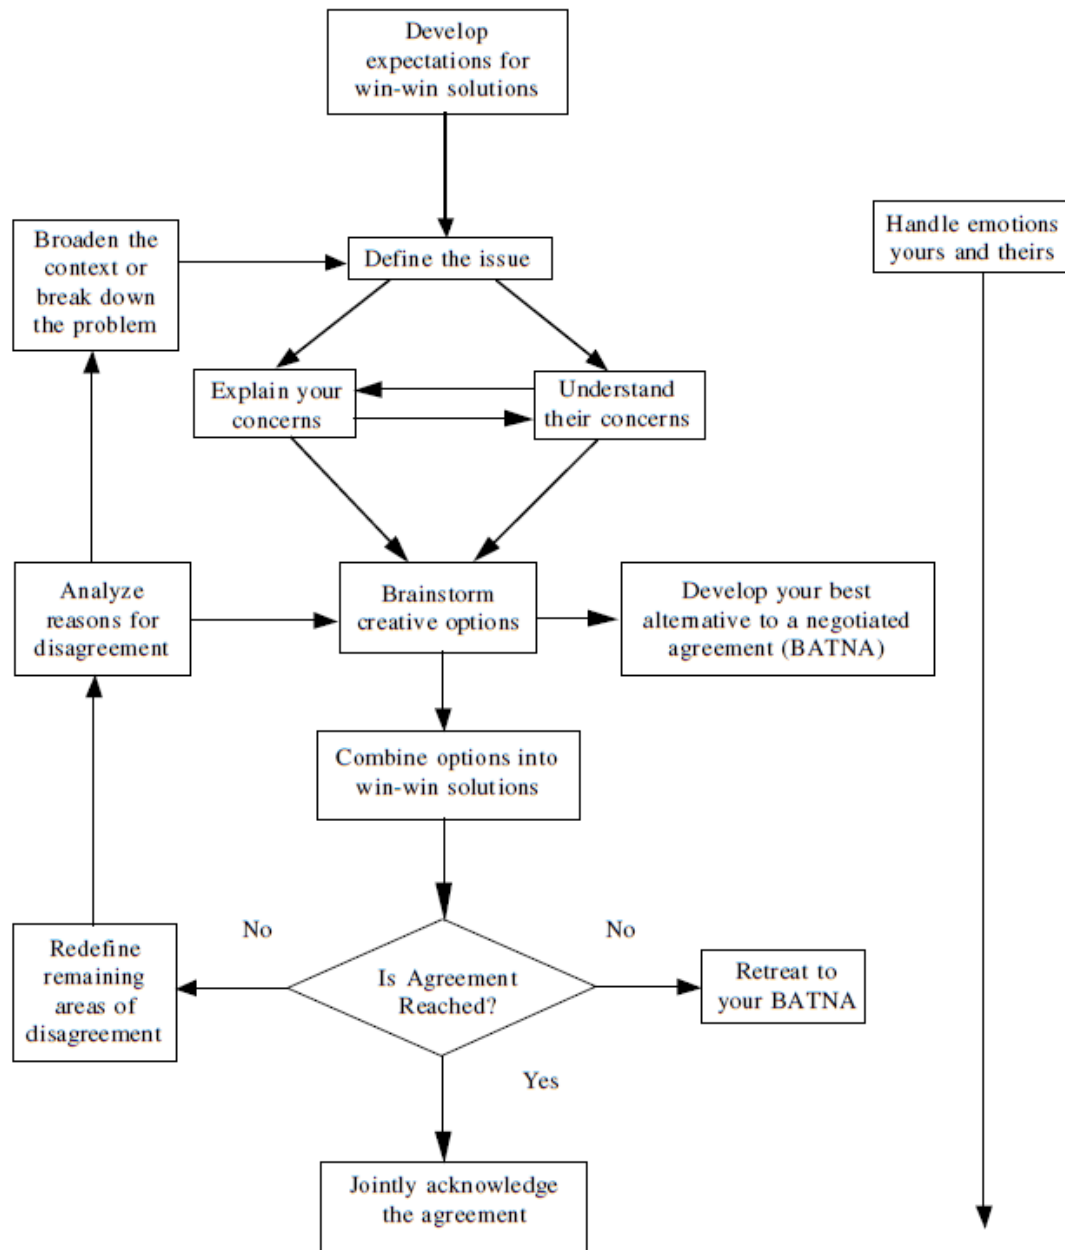 Develop
expectations for
win-win solutions
Handle emotions
yours and theirs
Broaden the
context or
break down
the problem
Define the issue
Explain your
concerns
Understand
their concerns
Analyze
reasons for
disagreement
Brainstorm
creative options
Develop your best
alternative to a negotiated
agreement (BATNA)
Combine options into
win-win solutions
No
No
Redefine
remaining
areas of
disagreement
Is Agreement
Reached?
Retreat to
your BATNA
Yes
Jointly acknowledge
the agreement